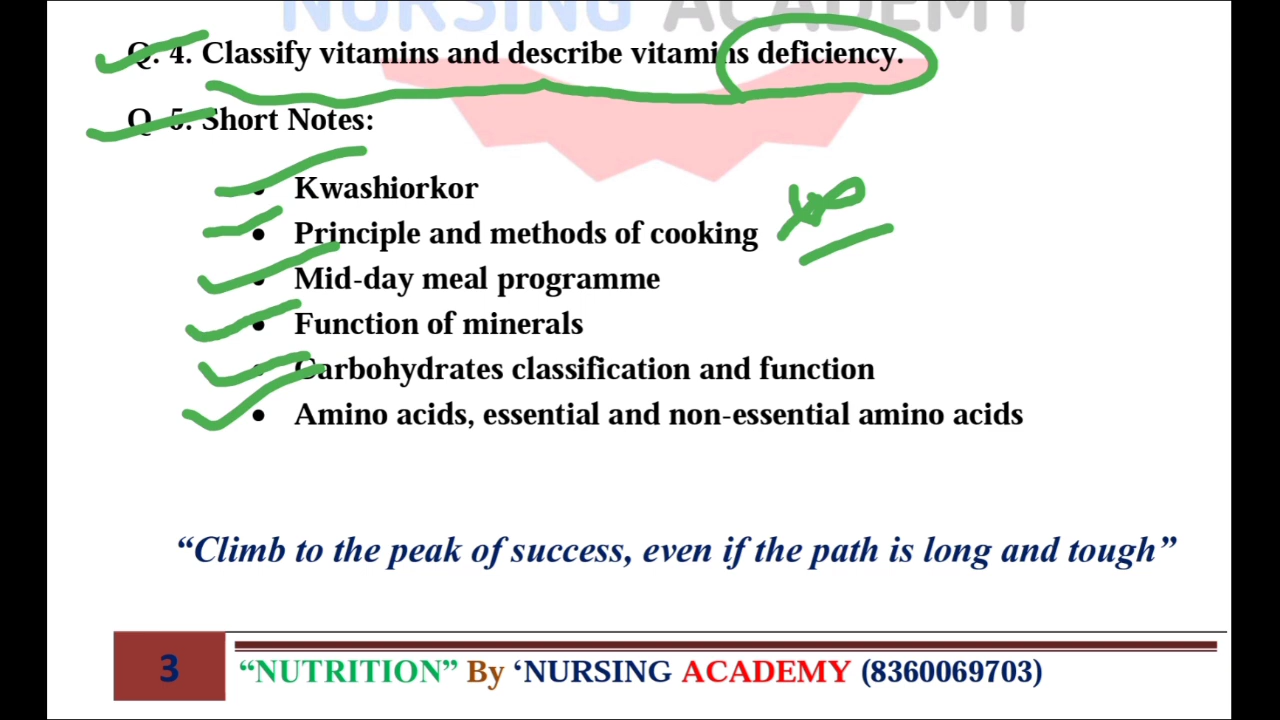 NURSING ACADEMY
Q. 4. Classify vitamins and describe vitamins deficiency.
Q. 5. Short Notes:
• Kwashiorkor
• Principle and methods of cooking
• Mid-day meal programme
• Function of minerals
• Carbohydrates classification and function
• Amino acids, essential and non-essential amino acids
“Climb to the peak of success, even if the path is long and tough”
3 “NUTRITION” By ‘NURSING ACADEMY (8360069703)